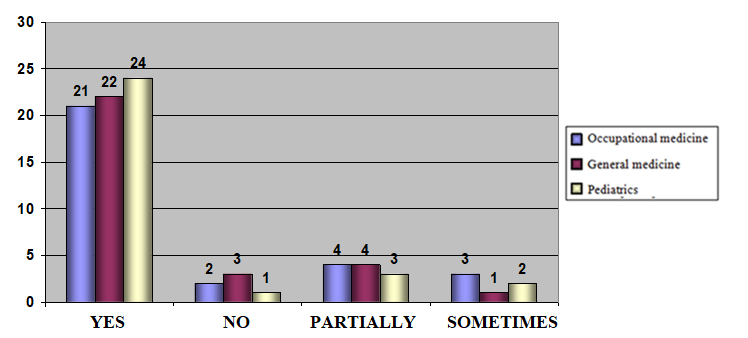 30
25
20
15
10
5
0
21 22 24
2 3 1
4 4 3
3 1 2
YES NO PARTIALLY SOMETIMES
Occupational medicine
General medicine
Pediatrics